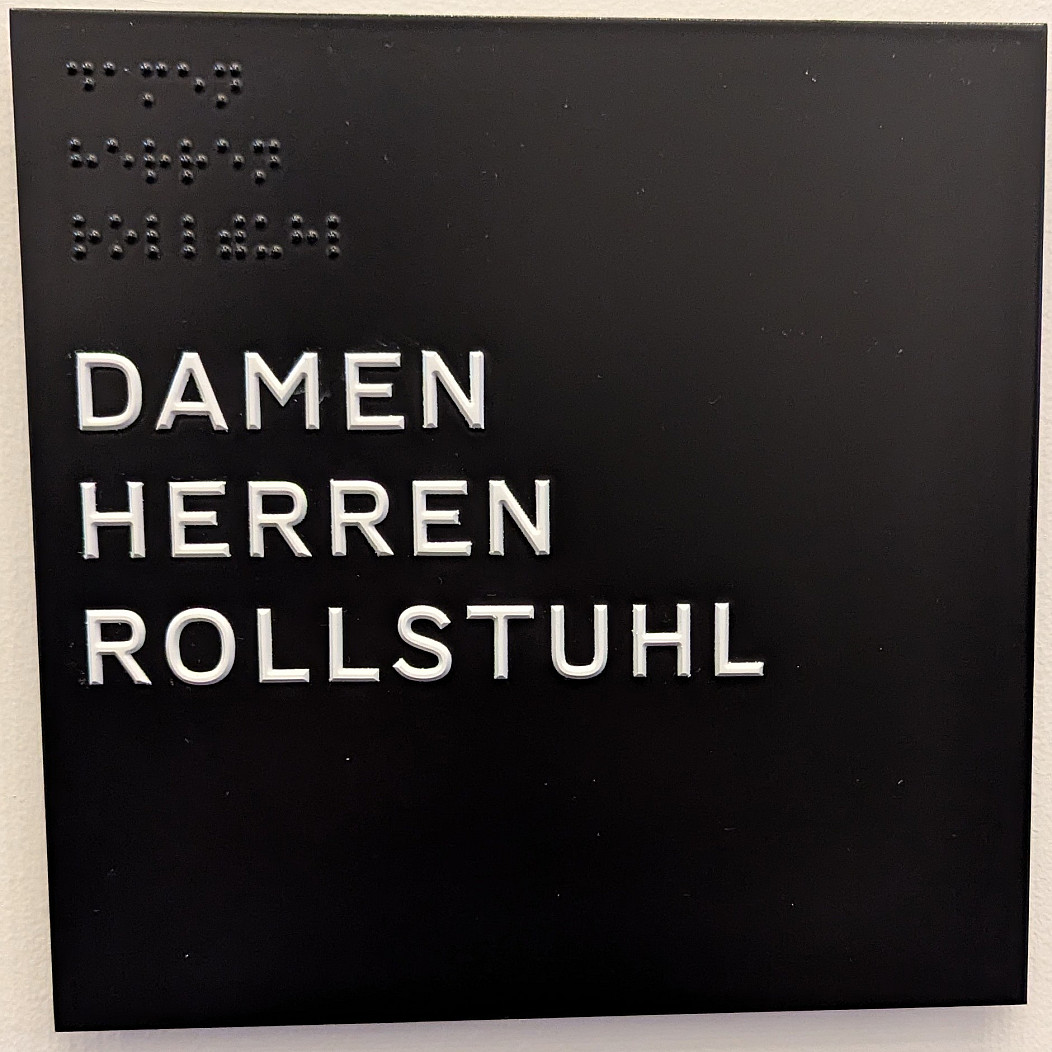 ⠙⠁⠍⠑⠝
⠓⠑⠗⠗⠑⠝
⠗⠕⠇⠇⠾⠥⠓⠇
DAMEN
HERREN
ROLLSTUHL